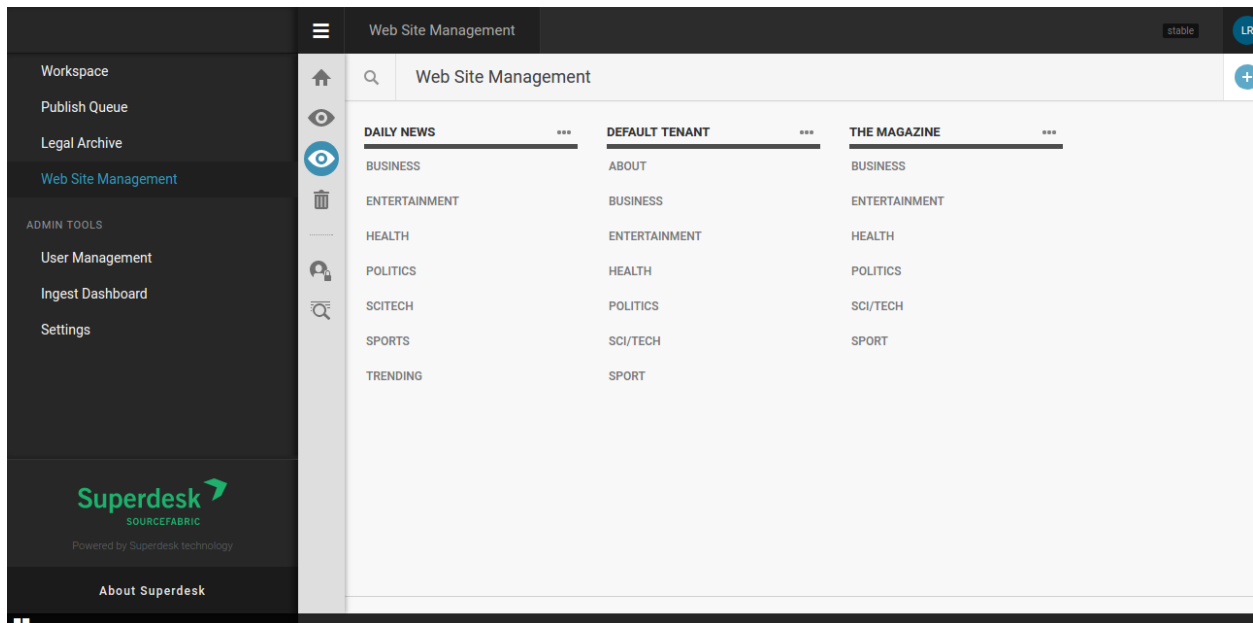 Web Site Management
stable
LR
Workspace
Publish Queue
Legal Archive
Web Site Management
ADMIN TOOLS
User Management
Ingest Dashboard
Settings
Superdesk
SOURCEFABRIC
Powered by Superdesk technology
About Superdesk
Web Site Management
DAILY NEWS
BUSINESS
ENTERTAINMENT
HEALTH
POLITICS
SCITECH
SPORTS
TRENDING
DEFAULT TENANT
ABOUT
BUSINESS
ENTERTAINMENT
HEALTH
POLITICS
SCI/TECH
SPORT
THE MAGAZINE
BUSINESS
ENTERTAINMENT
HEALTH
POLITICS
SCI/TECH
SPORT